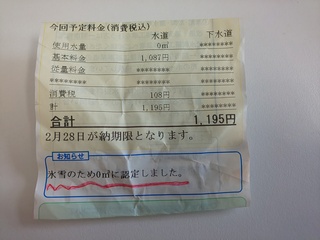 今回予定料金(消費税込)
水道 下水道
使用水量 0㎥ ********
基本料金 1,087円 ********
従量料金 ******** ********
******** ******** ********
消費税 108円 ********
計 1,195円 ********
合計 1,195円
2月28日が納期限となります。
お知らせ
氷雪のため0㎥に認定しました。